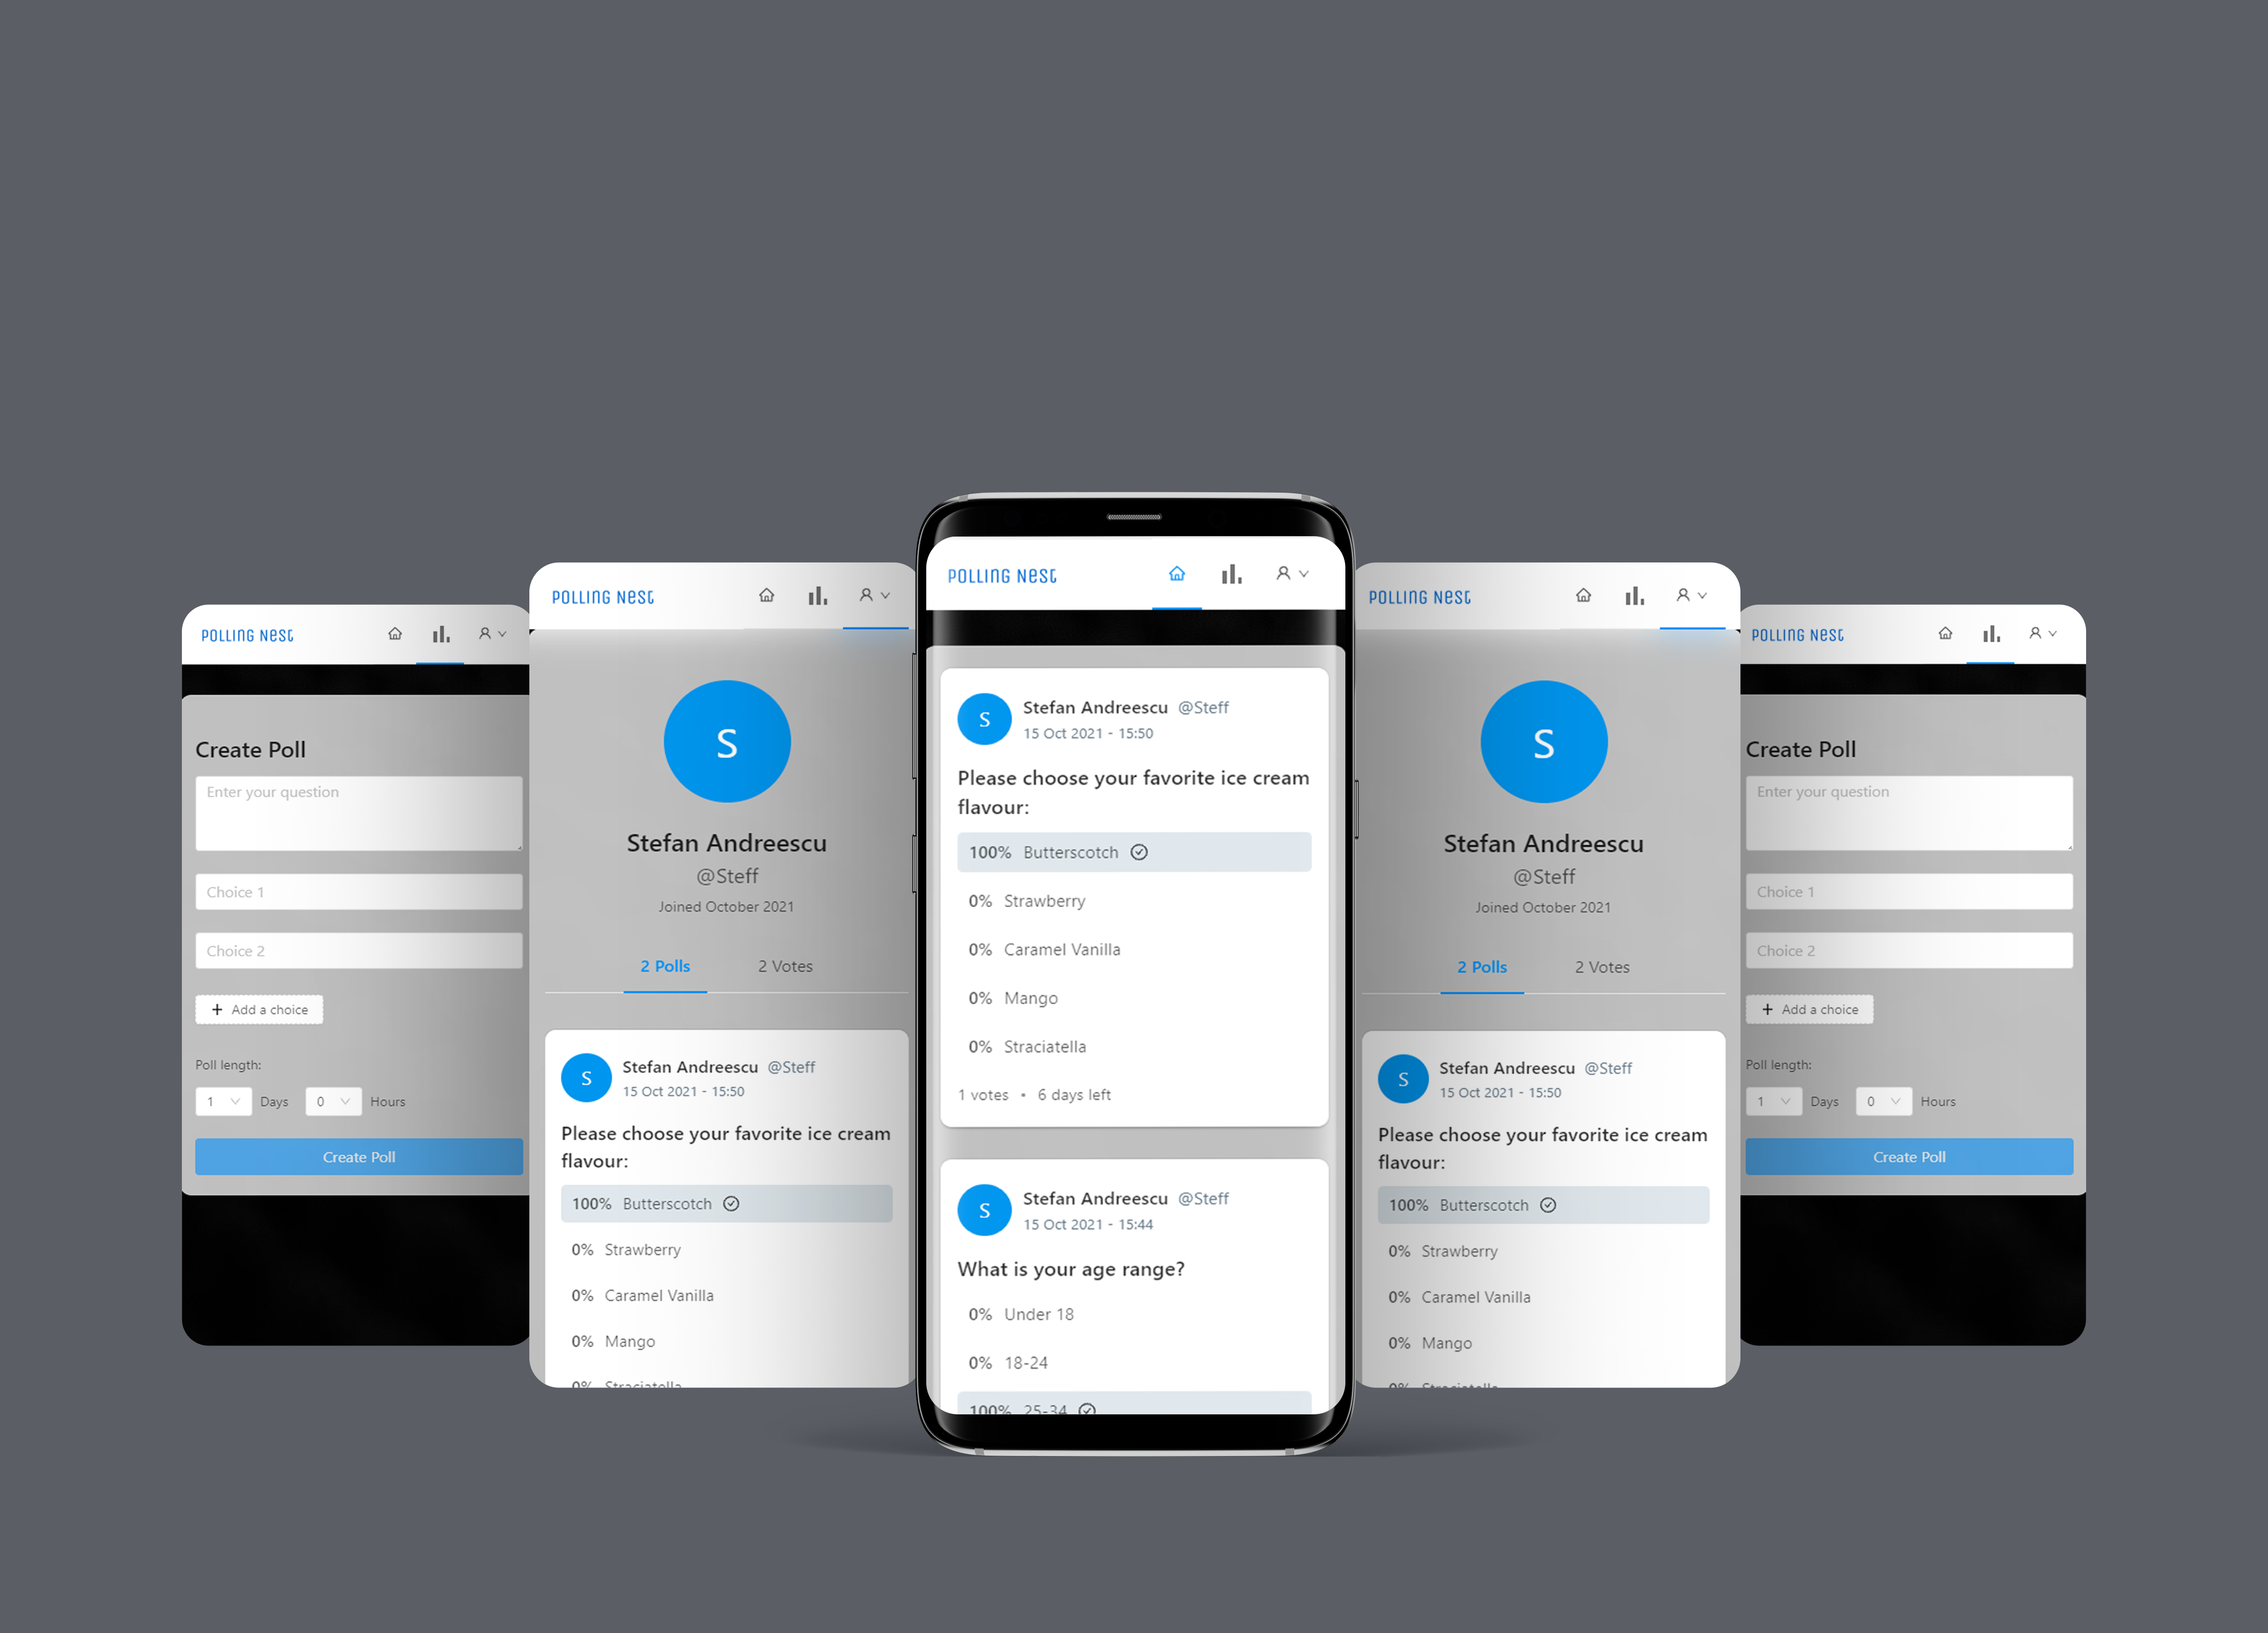 POLLING NEST
Create Poll
Enter your question
Choice 1
Choice 2
+ Add a choice
Poll length:
1 Days 0 Hours
Create Poll
POLLING NEST
S
Stefan Andreescu
@Steff
Joined October 2021
2 Polls 2 Votes
S
Stefan Andreescu @Steff
15 Oct 2021 - 15:50
Please choose your favorite ice cream
flavour:
100% Butterscotch
0% Strawberry
0% Caramel Vanilla
0% Mango
0% Straciatella
POLLING NEST
S
Stefan Andreescu @Steff
15 Oct 2021 - 15:50
Please choose your favorite ice cream
flavour:
100% Butterscotch
0% Strawberry
0% Caramel Vanilla
0% Mango
0% Straciatella
1 votes • 6 days left
S
Stefan Andreescu @Steff
15 Oct 2021 - 15:44
What is your age range?
0% Under 18
0% 18-24
100% 25-34
POLLING NEST
S
Stefan Andreescu
@Steff
Joined October 2021
2 Polls 2 Votes
S
Stefan Andreescu @Steff
15 Oct 2021 - 15:50
Please choose your favorite ice cream
flavour:
100% Butterscotch
0% Strawberry
0% Caramel Vanilla
0% Mango
0% Straciatella
POLLING NEST
Create Poll
Enter your question
Choice 1
Choice 2
+ Add a choice
Poll length:
1 Days 0 Hours
Create Poll